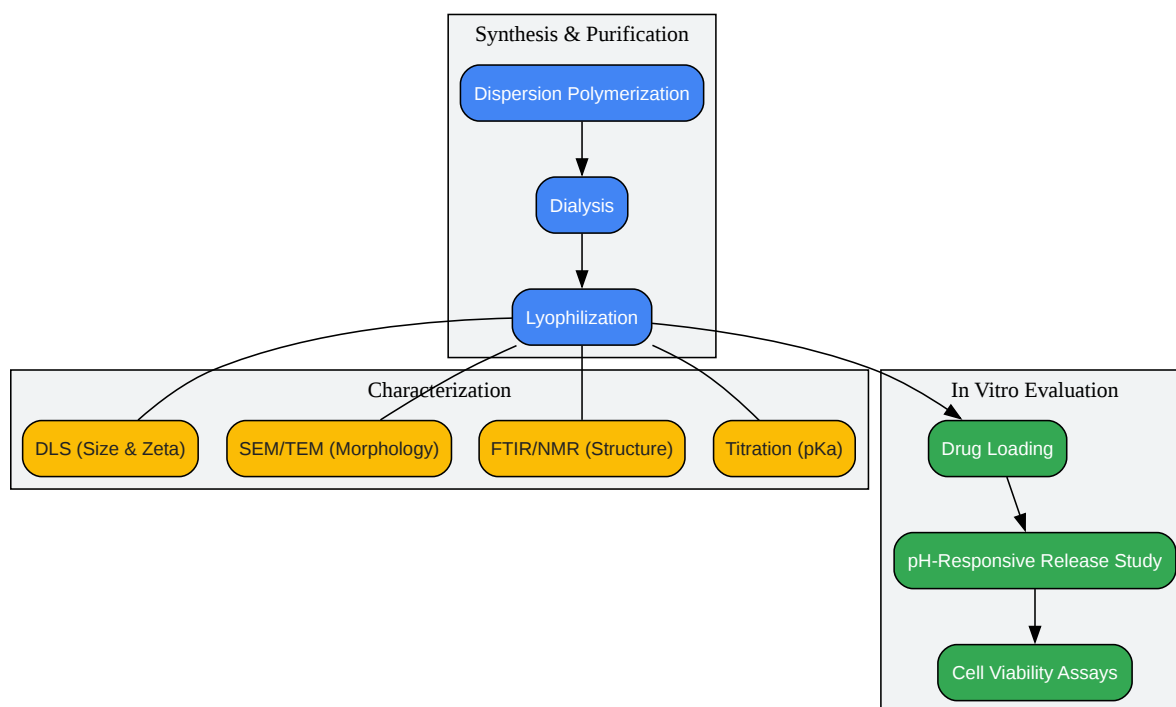 Synthesis & Purification
Dispersion Polymerization
Dialysis
Lyophilization
Characterization
DLS (Size & Zeta)
SEM/TEM (Morphology)
FTIR/NMR (Structure)
Titration (pKa)
In Vitro Evaluation
Drug Loading
pH-Responsive Release Study
Cell Viability Assays